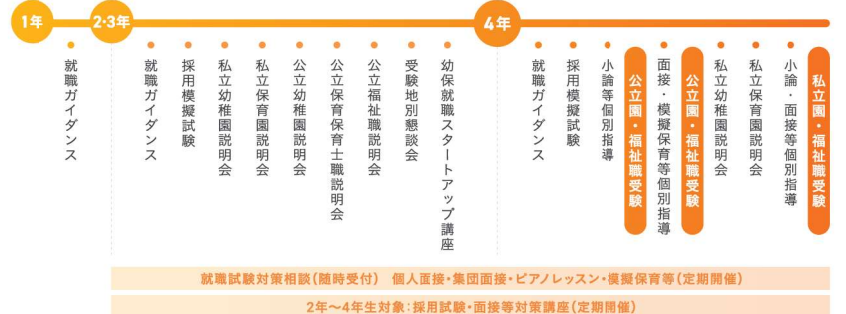 1年
2・3年
4年
就職ガイダンス
就職ガイダンス
採用模擬試験
私立幼稚園説明会
私立保育園説明会
公立幼稚園説明会
公立保育保育士職説明会
公立福祉職説明会
受験地別懇談会
幼保就職スタートアップ講座
就職ガイダンス
採用模擬試験
小論等個別指導
公立園・福祉職受験
面接・模擬保育等個別指導
公立園・福祉職受験
私立幼稚園説明会
私立保育園説明会
小論・面接等個別指導
私立園・福祉職受験
就職試験対策相談（随時受付） 個人面接・集団面接・ピアノレッスン・模擬保育等（定期開催）
2年〜4年生対象：採用試験・面接等対策講座（定期開催）